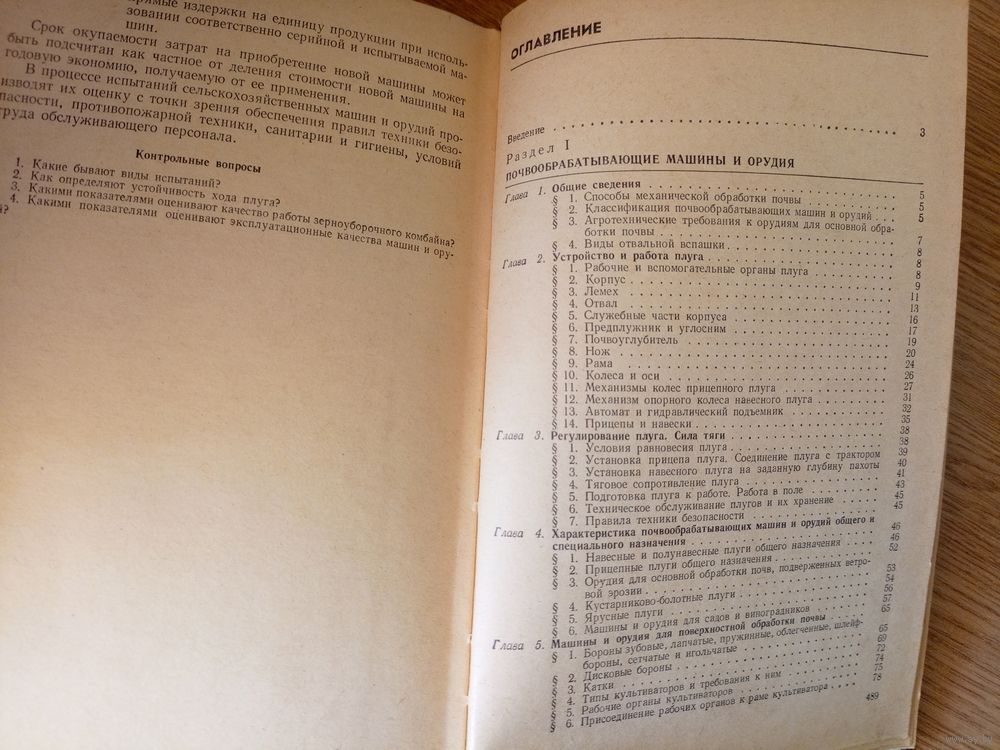 прямые издержки на единицу продукции при исполь-
зовании соответственно серийной и испытываемой ма-
шин.
Срок окупаемости затрат на приобретение новой машины может
быть подсчитан как частное от деления стоимости новой машины на
годовую экономию, получаемую от ее применения.
В процессе испытаний сельскохозяйственных машин и орудий про-
изводят их оценку с точки зрения обеспечения правил техники безо-
пасности, противопожарной техники, санитарии и гигиены, условий
труда обслуживающего персонала.
Контрольные вопросы
1. Какие бывают виды испытаний?
2. Как определяют устойчивость хода плуга?
3. Какими показателями оценивают качество работы зерноуборочного комбайна?
4. Какими показателями оценивают эксплуатационные качества машин и ору-
й?
ОГЛАВЛЕНИЕ
Введение . . . 3
Раздел I
ПОЧВООБРАБАТЫВАЮЩИЕ МАШИНЫ И ОРУДИЯ
Глава 1. Общие сведения . . . 5
§ 1. Способы механической обработки почвы . . . 5
§ 2. Классификация почвообрабатывающих машин и орудий . . . 5
§ 3. Агротехнические требования к орудиям для основной обра-
ботки почвы . . . 7
§ 4. Виды отвальной вспашки . . . 8
Глава 2. Устройство и работа плуга . . . 8
§ 1. Рабочие и вспомогательные органы плуга . . . 8
§ 2. Корпус . . . 9
§ 3. Лемех . . . 11
§ 4. Отвал . . . 13
§ 5. Служебные части корпуса . . . 16
§ 6. Предплужник и углосним . . . 17
§ 7. Почвоуглубитель . . . 19
§ 8. Нож . . . 20
§ 9. Рама . . . 24
§ 10. Колеса и оси . . . 26
§ 11. Механизмы колес прицепного плуга . . . 27
§ 12. Механизм опорного колеса навесного плуга . . . 31
§ 13. Автомат и гидравлический подъемник . . . 32
§ 14. Прицепы и навески . . . 35
Глава 3. Регулирование плуга. Сила тяги . . . 38
§ 1. Условия равновесия плуга . . . 38
§ 2. Установка прицепа плуга. Соединение плуга с трактором 39
§ 3. Установка навесного плуга на заданную глубину пахоты 40
§ 4. Тяговое сопротивление плуга . . . 41
§ 5. Подготовка плуга к работе. Работа в поле . . . 43
§ 6. Техническое обслуживание плугов и их хранение . . . 45
§ 7. Правила техники безопасности . . . 45
Глава 4. Характеристика почвообрабатывающих машин и орудий общего и
специального назначения . . . 46
§ 1. Навесные и полунавесные плуги общего назначения . . . 46
§ 2. Прицепные плуги общего назначения . . . 52
§ 3. Орудия для основной обработки почв, подверженных ветро-
вой эрозии . . . 53
§ 4. Кустарниково-болотные плуги . . . 54
§ 5. Ярусные плуги . . . 56
§ 6. Машины и орудия для садов и виноградников . . . 57
Глава 5. Машины и орудия для поверхностной обработки почвы . . . 65
§ 1. Бороны зубовые, лапчатые, пружинные, облегченные, шлейф-
бороны, сетчатые и игольчатые . . . 65
§ 2. Дисковые бороны . . . 69
§ 3. Катки . . . 72
§ 4. Типы культиваторов и требования к ним . . . 74
§ 5. Рабочие органы культиваторов . . . 75
§ 6. Присоединение рабочих органов к раме культиватора . . . 78
489